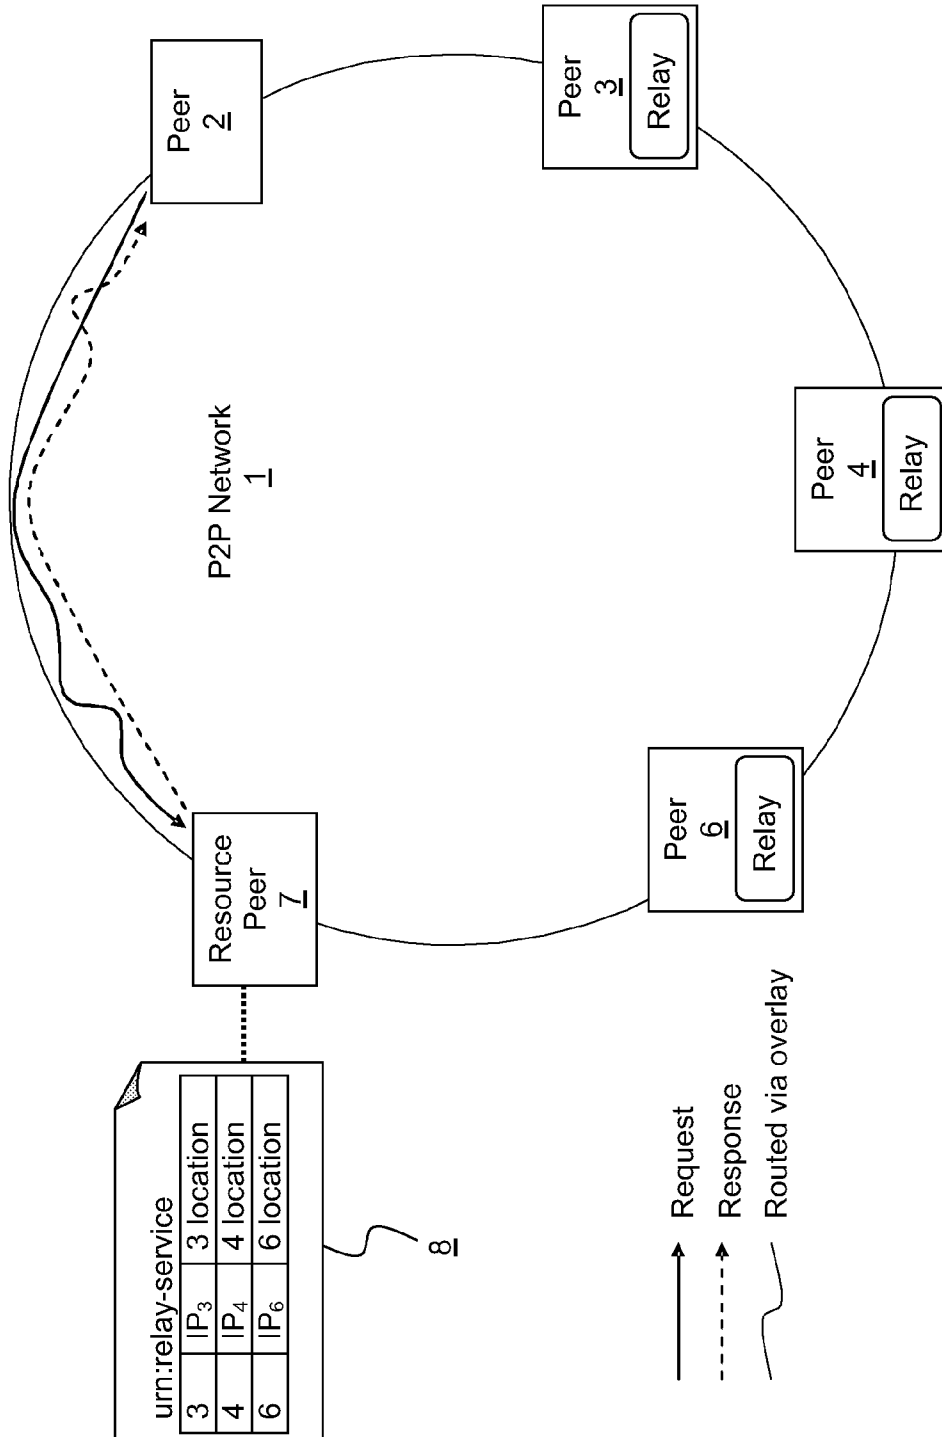 urn:relay-service
3 IP3 3 location
4 IP4 4 location
6 IP6 6 location
8
Resource
Peer
7
P2P Network
1
Peer
2
Peer
3
Relay
Peer
4
Relay
Peer
6
Relay
Request
Response
Routed via overlay